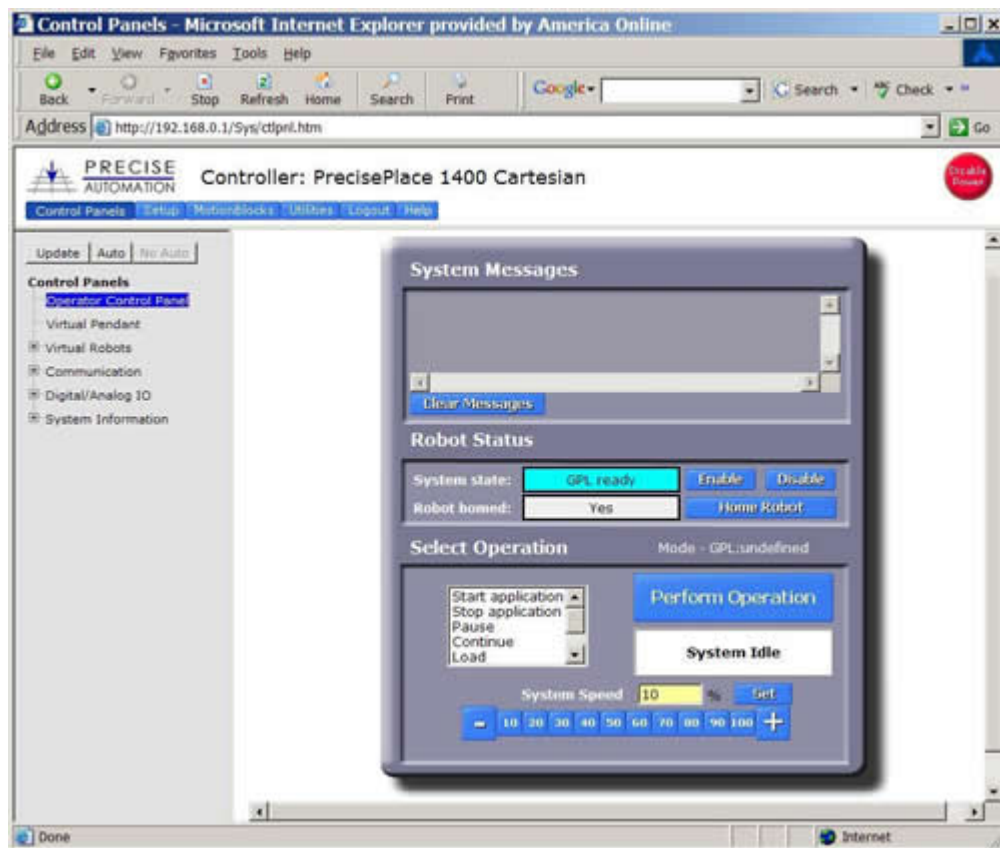 Control Panels - Microsoft Internet Explorer provided by America Online
File Edit View Favorites Tools Help
Back Forward Stop Refresh Home Search Print Google Search Check
Address http://192.168.0.1/Sys/ctlpnl.htm Go
PRECISE
AUTOMATION
Controller: PrecisePlace 1400 Cartesian
Disable
Power
Control Panels Setup MotionBlocks Utilities Logout Help
Update Auto No Auto
Control Panels
Operator Control Panel
Virtual Pendant
Virtual Robots
Communication
Digital/Analog IO
System Information
System Messages
Clear Messages
Robot Status
System state: GPL ready Enable Disable
Robot homed: Yes Home Robot
Select Operation Mode - GPL:undefined
Start application
Stop application
Pause
Continue
Load
Perform Operation
System Idle
System Speed 10 % Set
- 10 20 30 40 50 60 70 80 90 100 +
Done Internet